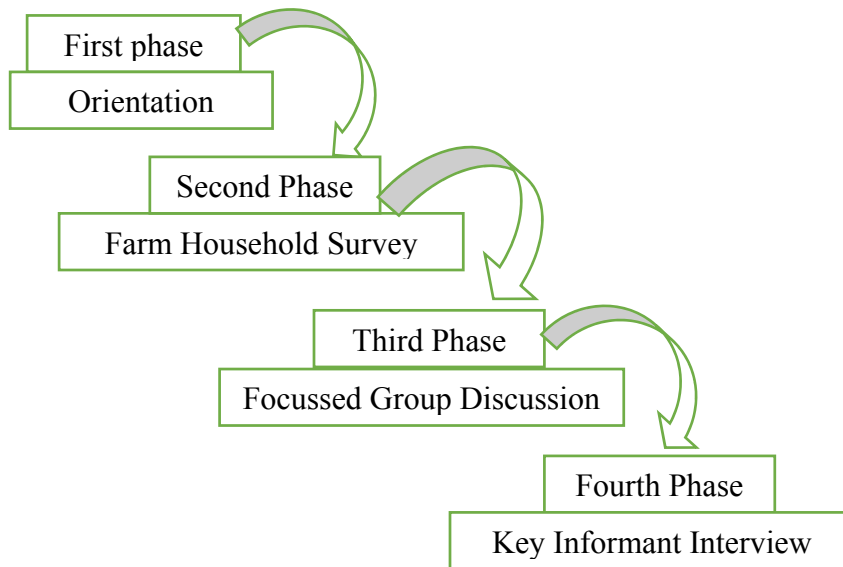 First phase
Orientation
Second Phase
Farm Household Survey
Third Phase
Focussed Group Discussion
Fourth Phase
Key Informant Interview